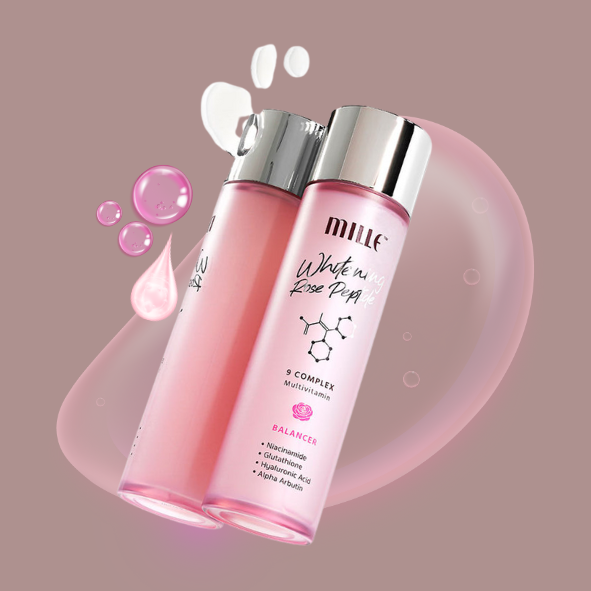 MILLE
Whitening
Rose Peptide
9 COMPLEX
Multivitamin
BALANCER
• Niacinamide
• Glutathione
• Hyaluronic Acid
• Alpha Arbutin